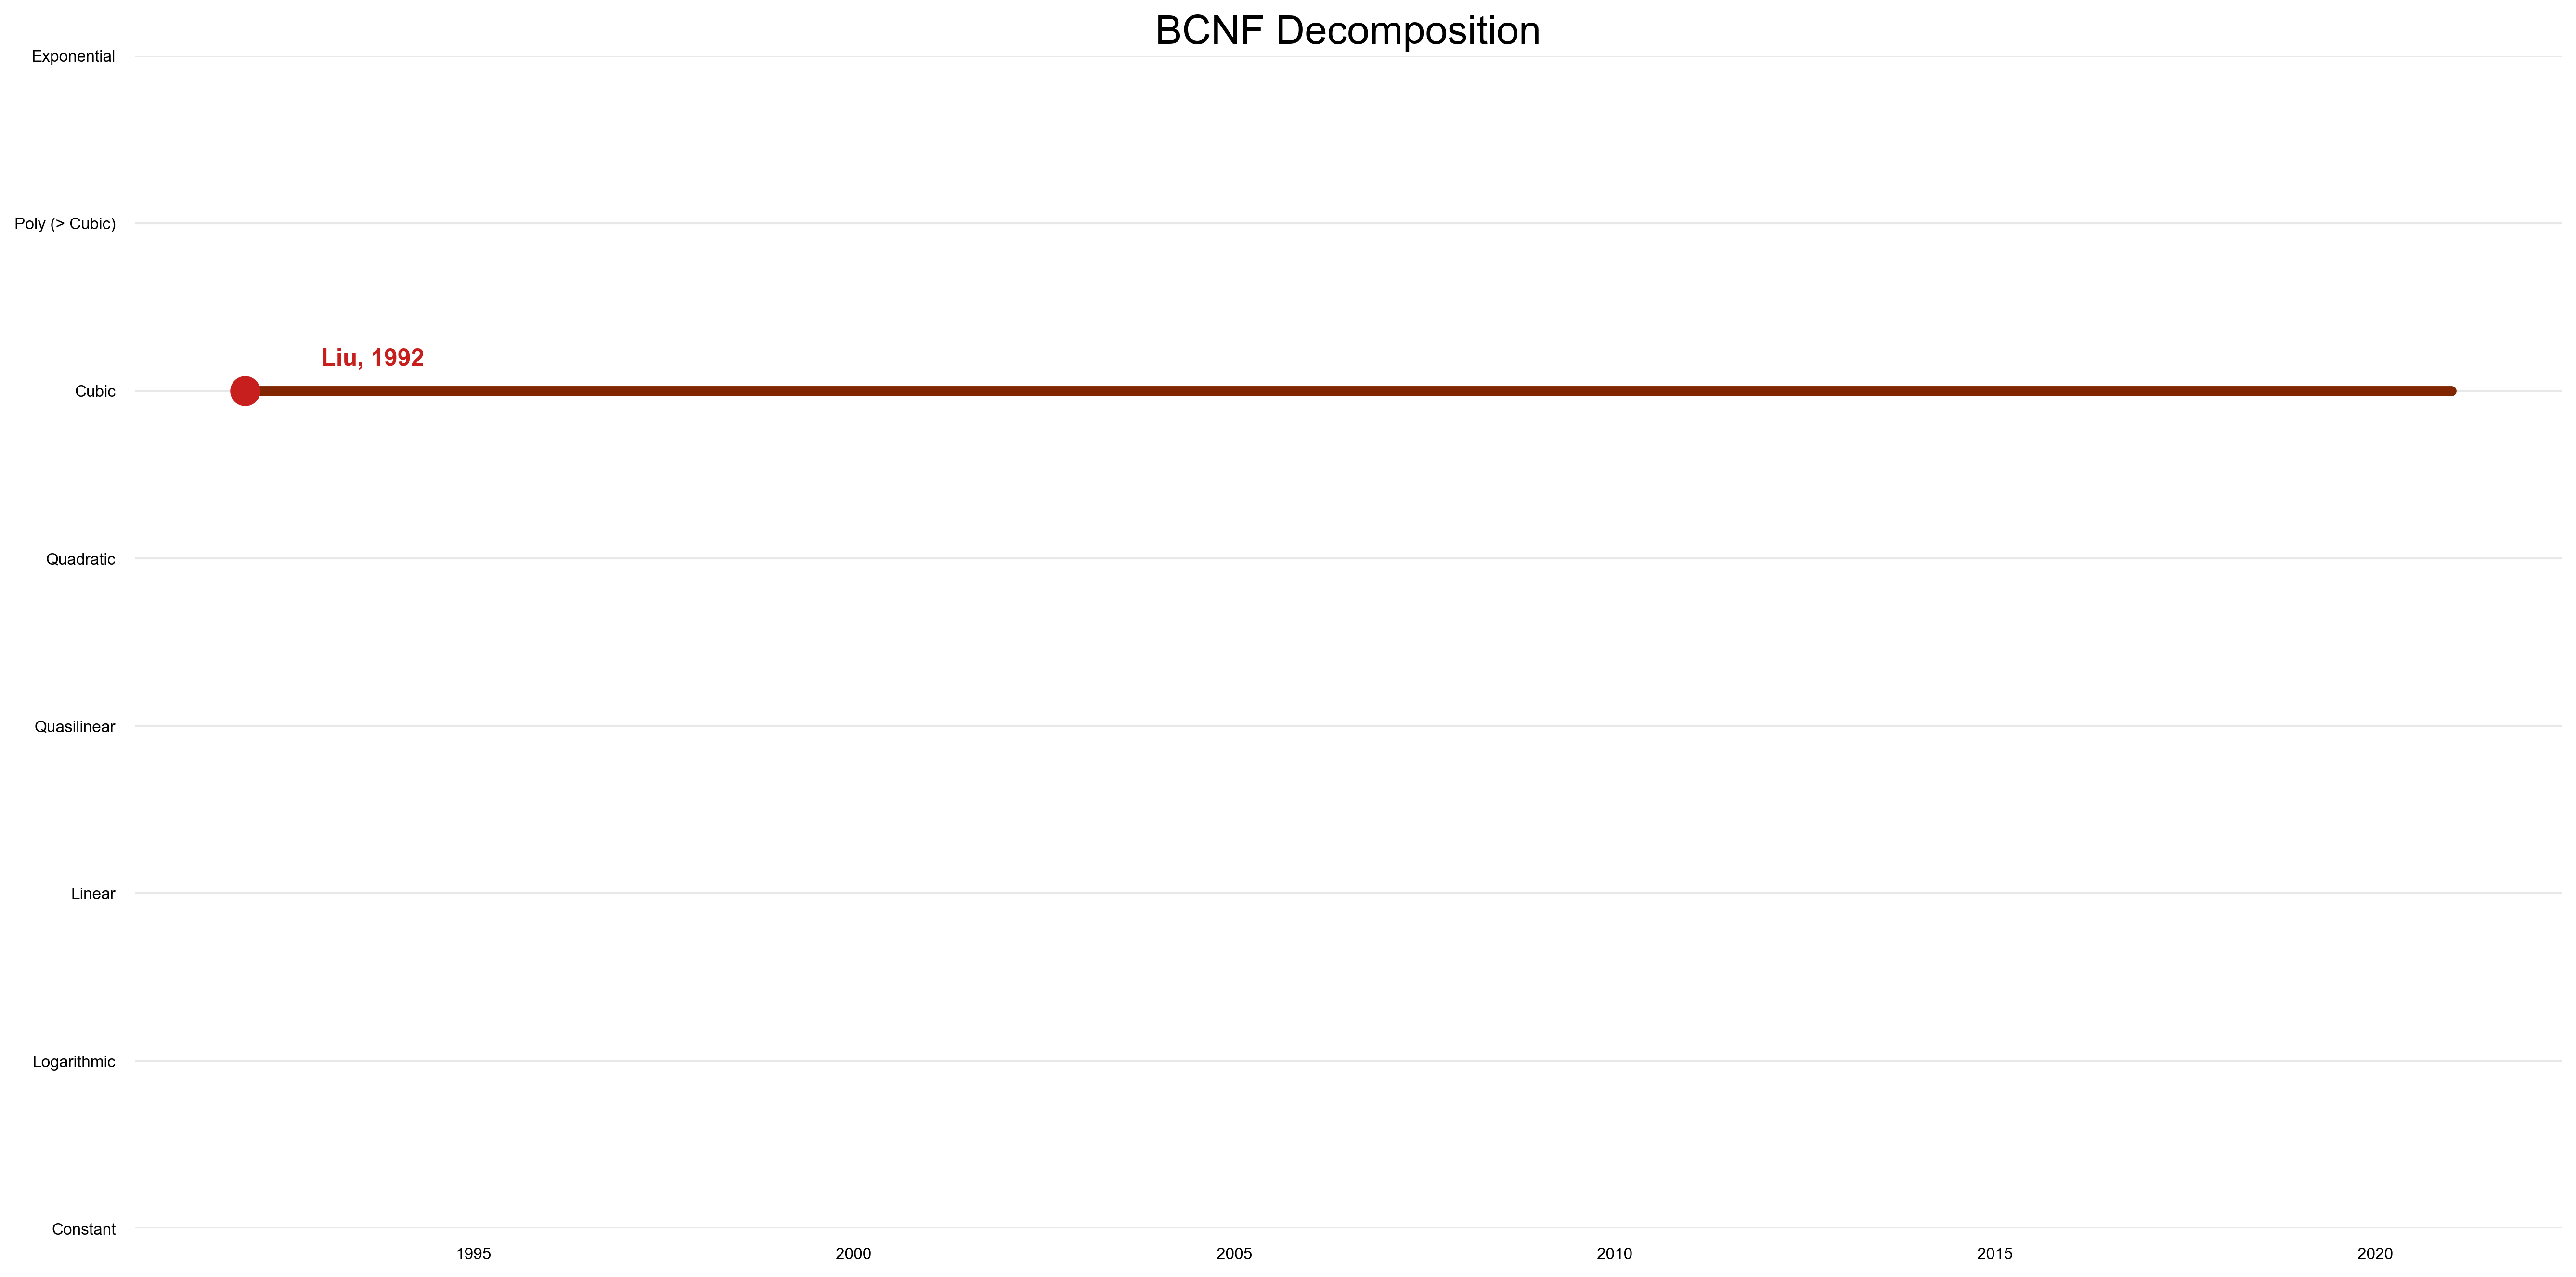 BCNF Decomposition
Exponential
Poly (> Cubic)
Liu, 1992
Cubic
Quadratic
Quasilinear
Linear
Logarithmic
Constant
1995 2000 2005 2010 2015 2020